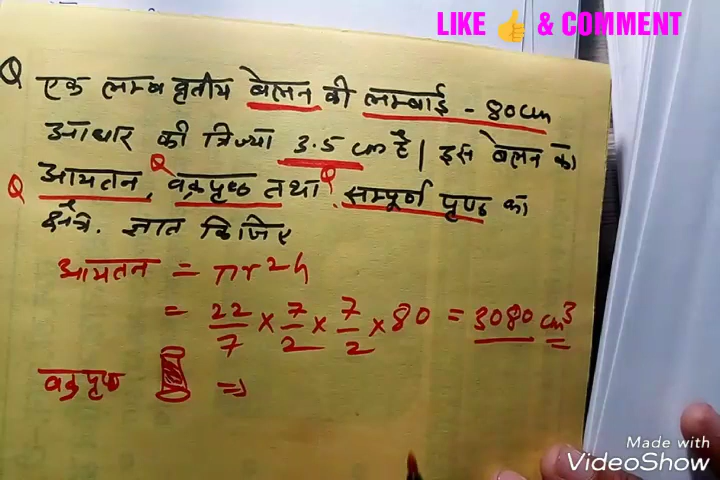 LIKE 👍 & COMMENT
Q एक लम्ब वृतीय बेलन की लम्बाई - 80cm
आधार की त्रिज्या 3.5 cm है | इस बेलन का
Q आयतन, Q वक्रपृष्ठ तथा Q सम्पूर्ण पृष्ठ का
क्षेत्र. ज्ञात किजिए
आयतन = πr²h
= 22/7 × 7/2 × 7/2 × 80 = 3080 cm³
वक्रपृष्ठ ⇒
Made with
VideoShow